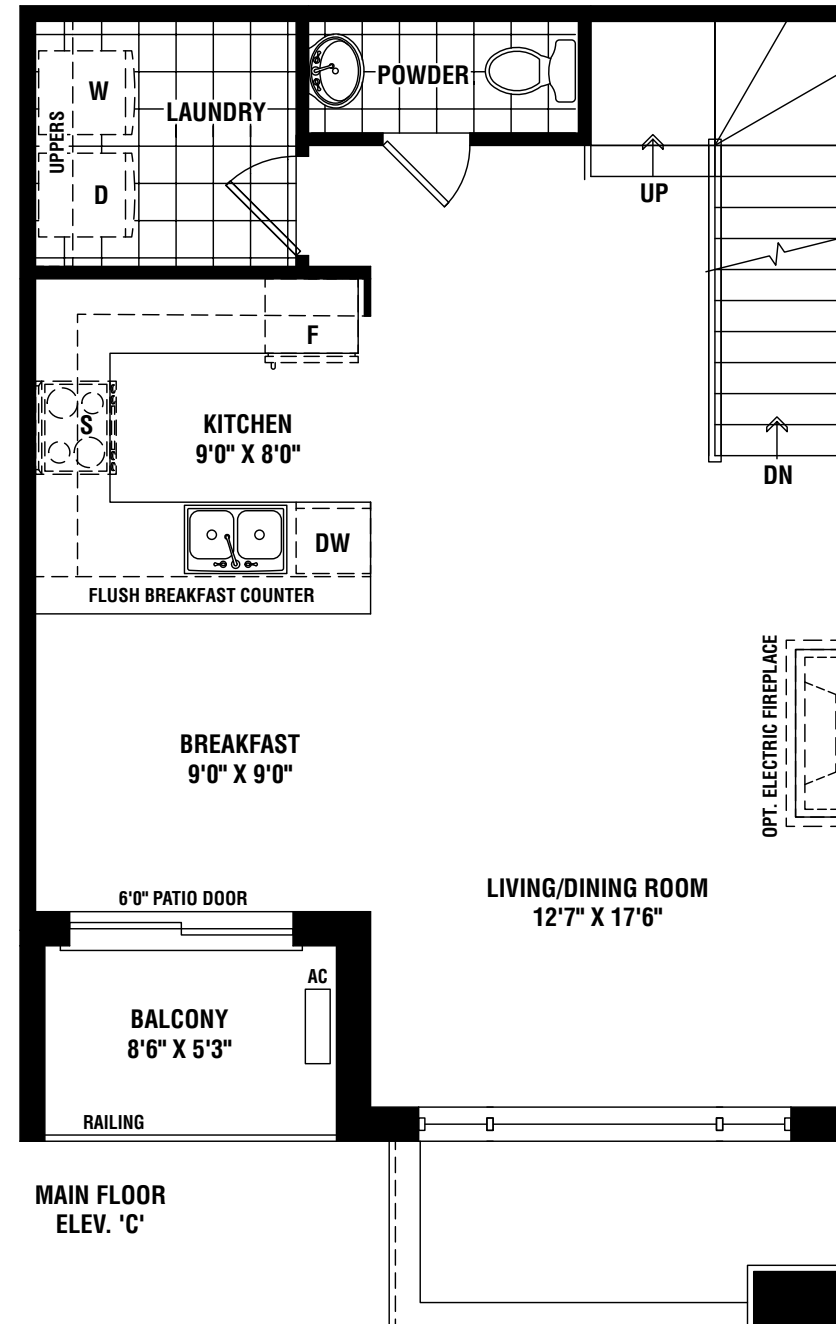 W
UPPERS
LAUNDRY
D
POWDER
UP
F
S
KITCHEN
9'0" X 8'0"
DW
DN
FLUSH BREAKFAST COUNTER
BREAKFAST
9'0" X 9'0"
OPT. ELECTRIC FIREPLACE
6'0" PATIO DOOR
LIVING/DINING ROOM
12'7" X 17'6"
AC
BALCONY
8'6" X 5'3"
RAILING
MAIN FLOOR
ELEV. 'C'